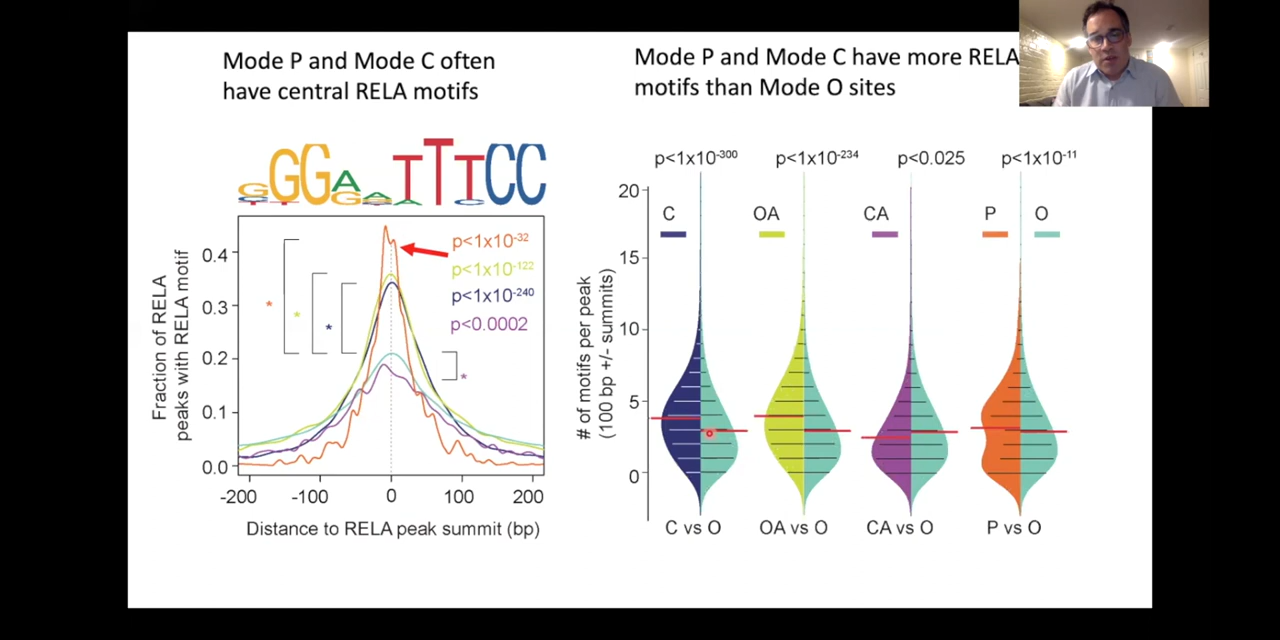 Mode P and Mode C often
have central RELA motifs
Mode P and Mode C have more RELA
motifs than Mode O sites
GGGAAATTTCC
Fraction of RELA
peaks with RELA motif
0.4
0.3
0.2
0.1
0.0
-200
-100
0
100
200
Distance to RELA peak summit (bp)
p<1x10⁻³²
p<1x10⁻¹²²
p<1x10⁻²⁴⁰
p<0.0002
*
*
*
*
p<1x10⁻³⁰⁰
p<1x10⁻²³⁴
p<0.025
p<1x10⁻¹¹
# of motifs per peak
(100 bp +/- summits)
20
15
10
5
0
C
OA
CA
P
O
C vs O
OA vs O
CA vs O
P vs O